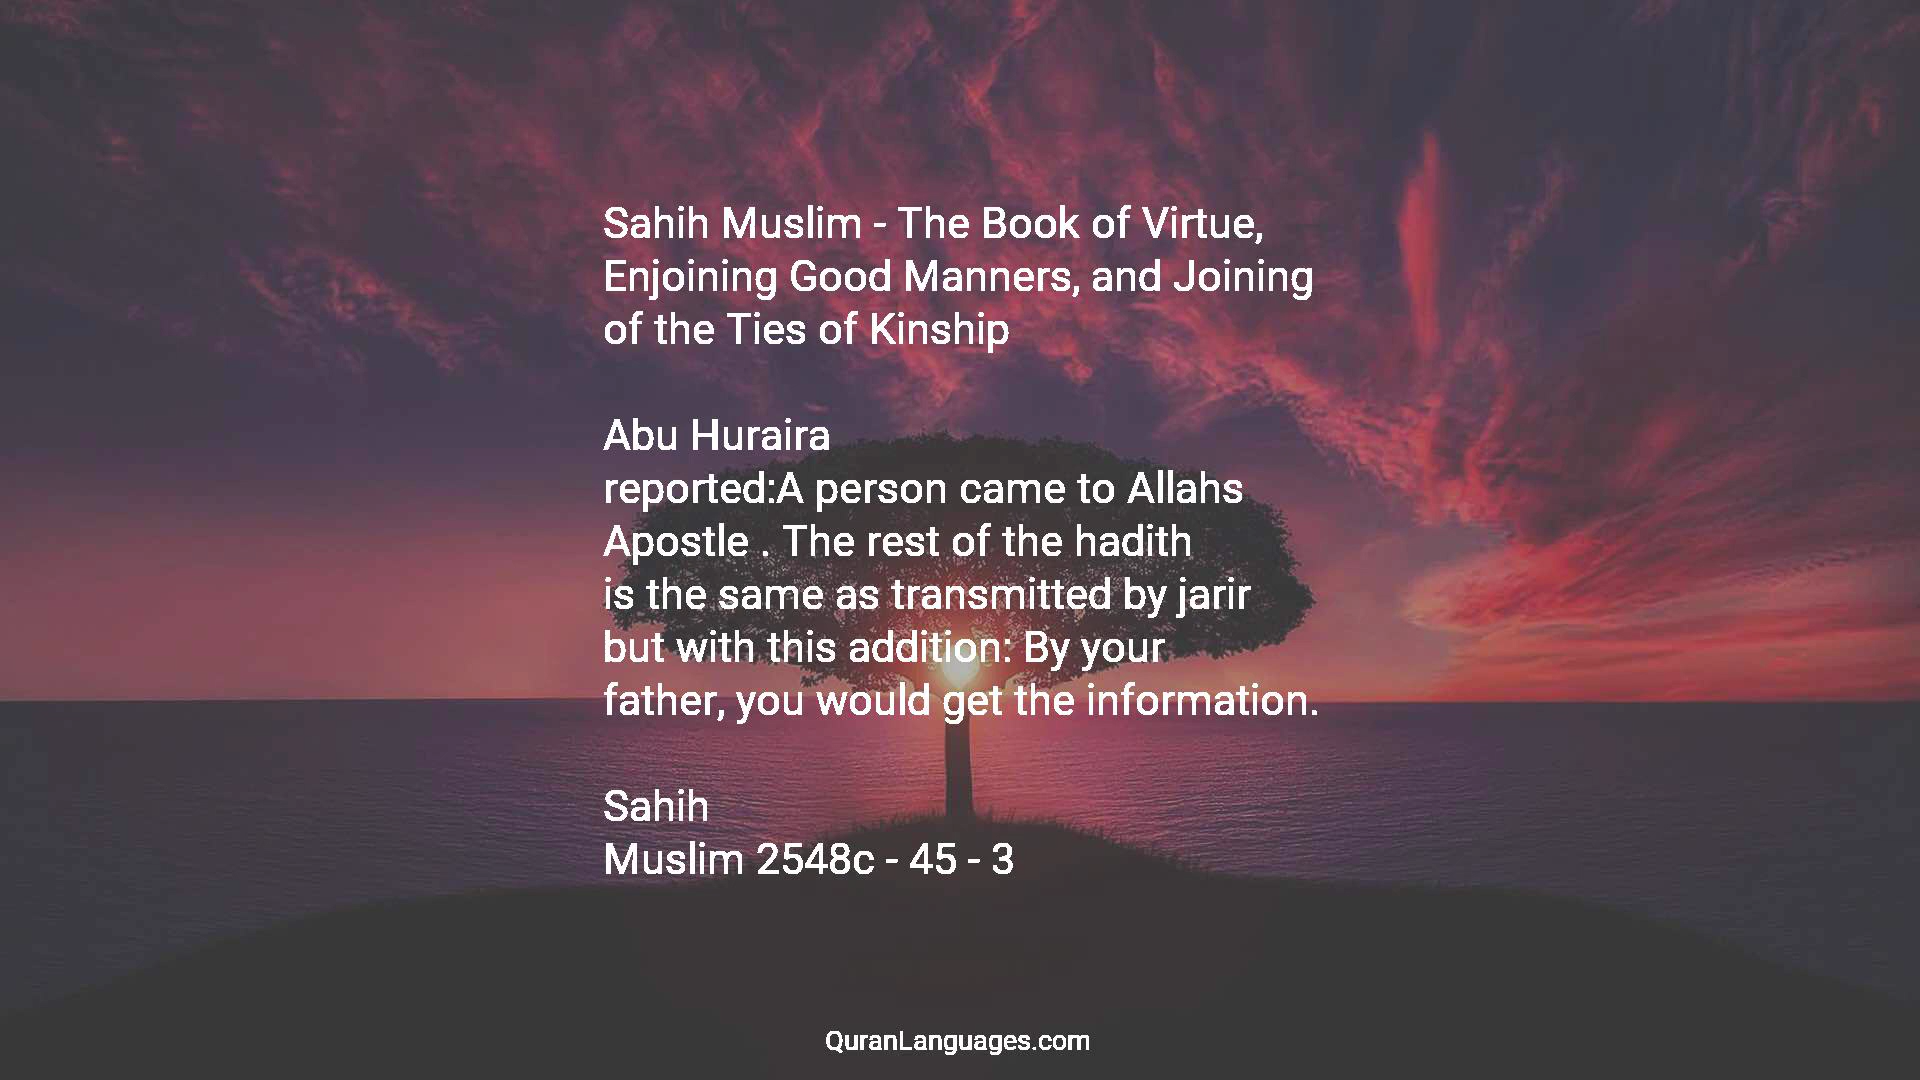 Sahih Muslim - The Book of Virtue,
Enjoining Good Manners, and Joining
of the Ties of Kinship
Abu Huraira
reported:A person came to Allahs
Apostle . The rest of the hadith
is the same as transmitted by jarir
but with this addition: By your
father, you would get the information.
Sahih
Muslim 2548c - 45 - 3
QuranLanguages.com